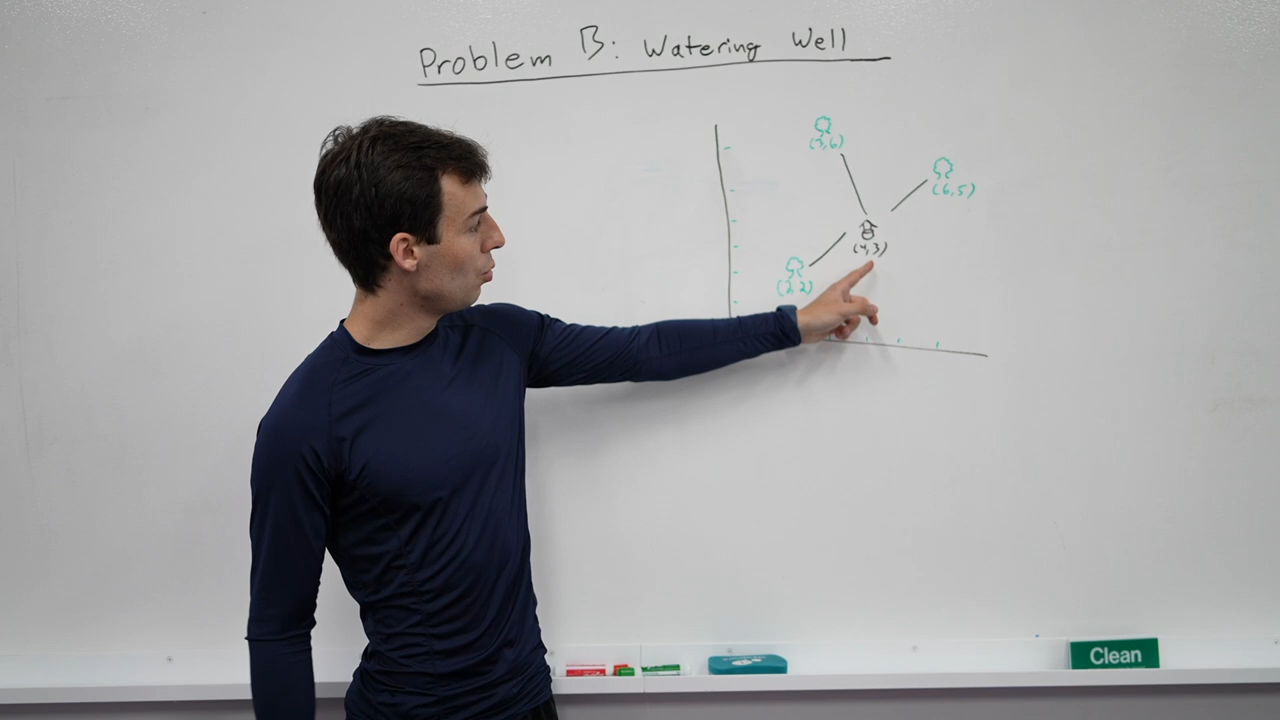 Problem B: Watering Well
(3,6)
(6,5)
(4,3)
(2,2)
Clean